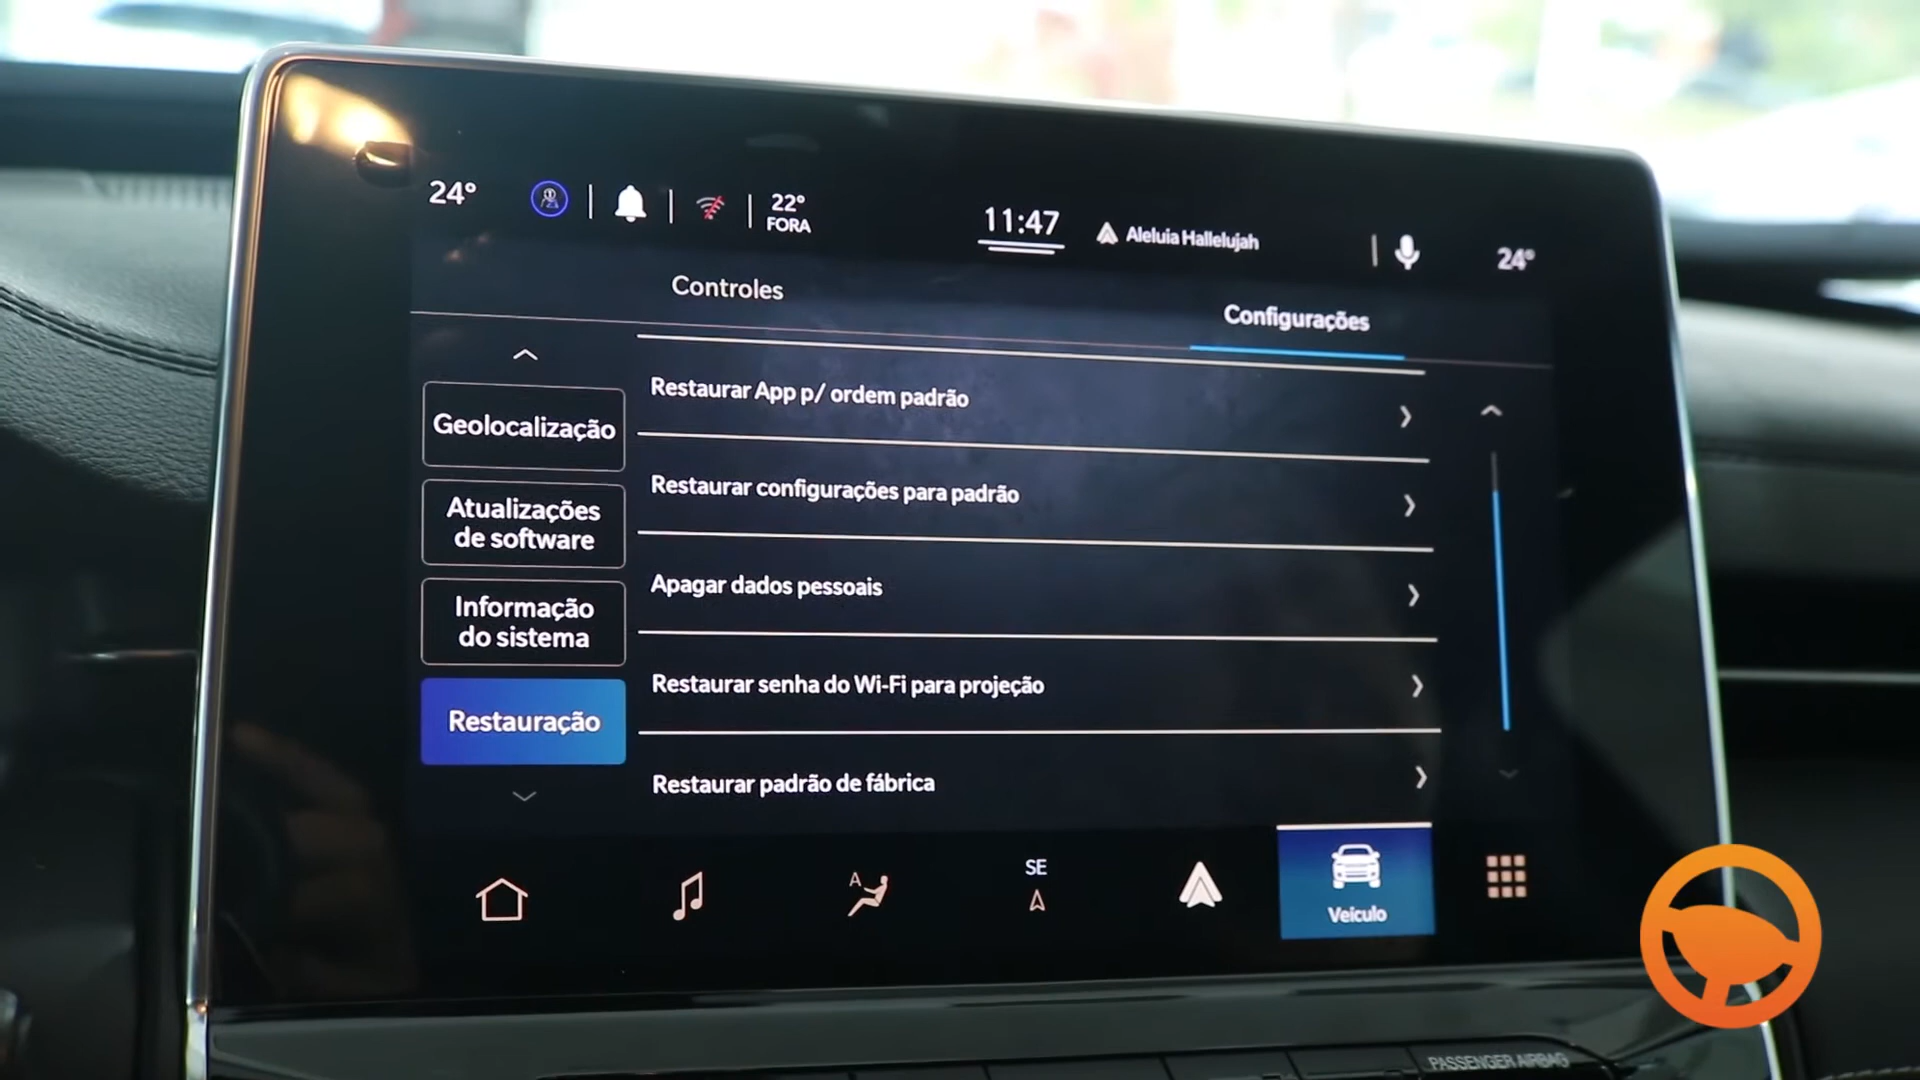 24°
22°
FORA
11:47
Aleluia Hallelujah
24°
Controles
Configurações
Geolocalização
Atualizações
de software
Informação
do sistema
Restauração
Restaurar App p/ ordem padrão
Restaurar configurações para padrão
Apagar dados pessoais
Restaurar senha do Wi-Fi para projeção
Restaurar padrão de fábrica
A
SE
Veículo
PASSENGER AIRBAG